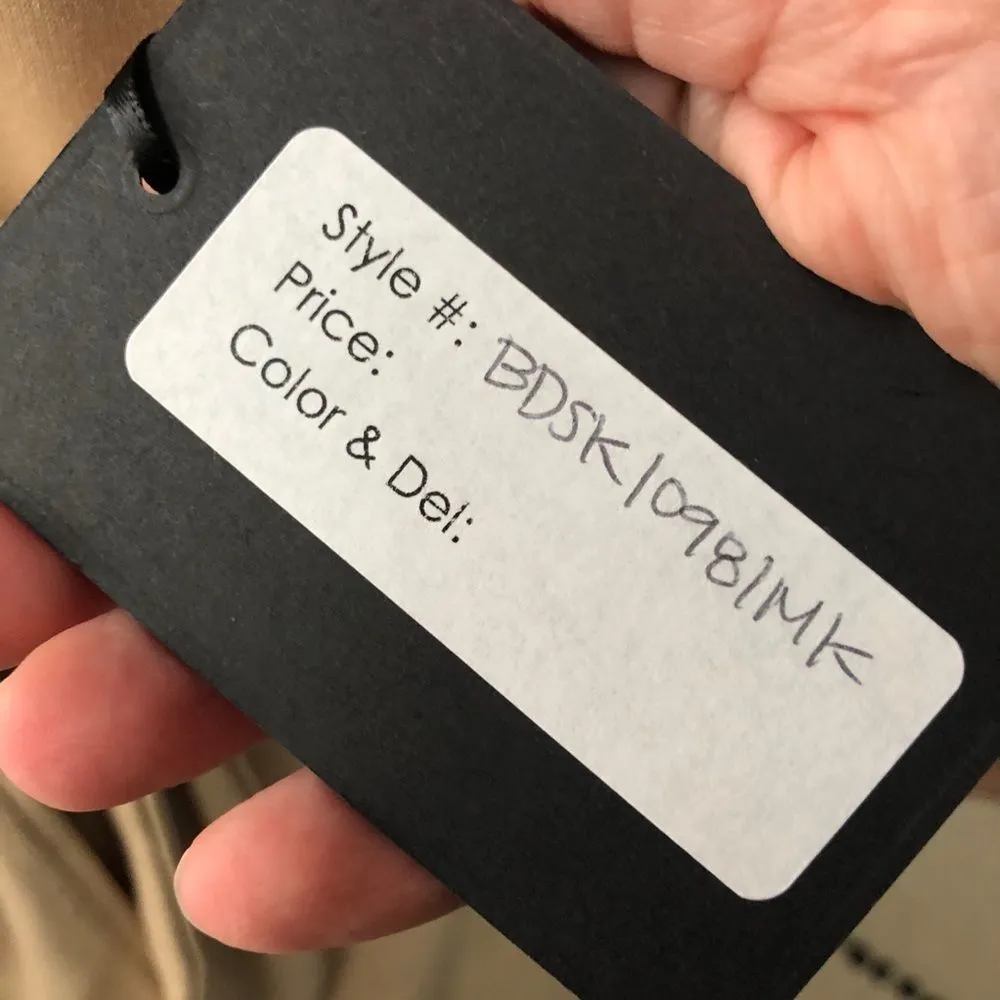 Style #: BDSK10981MK
Price:
Color & Del: